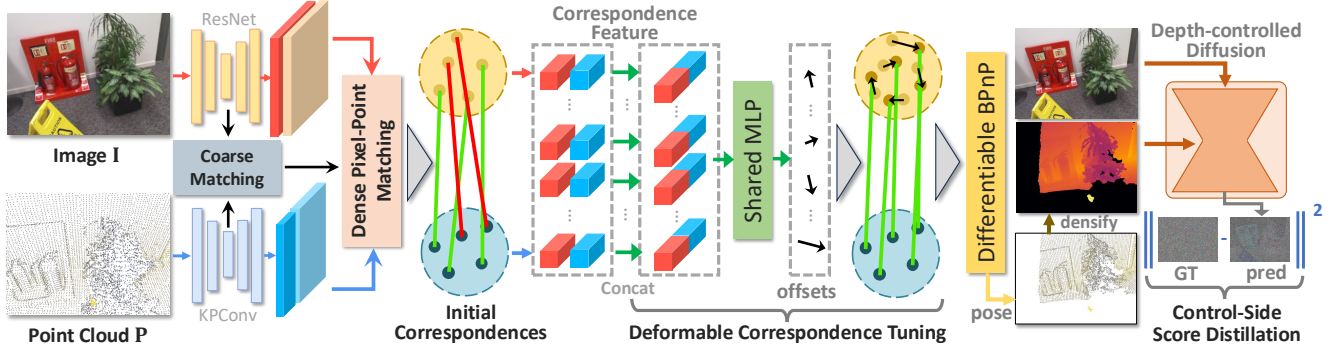 ResNet
Image I
Coarse
Matching
Point Cloud P
KPConv
Dense Pixel-Point
Matching
Initial
Correspondences
Correspondence
Feature
...
...
Concat
...
...
Shared MLP
...
...
offsets
Deformable Correspondence Tuning
Differentiable BPnP
pose
densify
Depth-controlled
Diffusion
2
-
GT
pred
Control-Side
Score Distillation